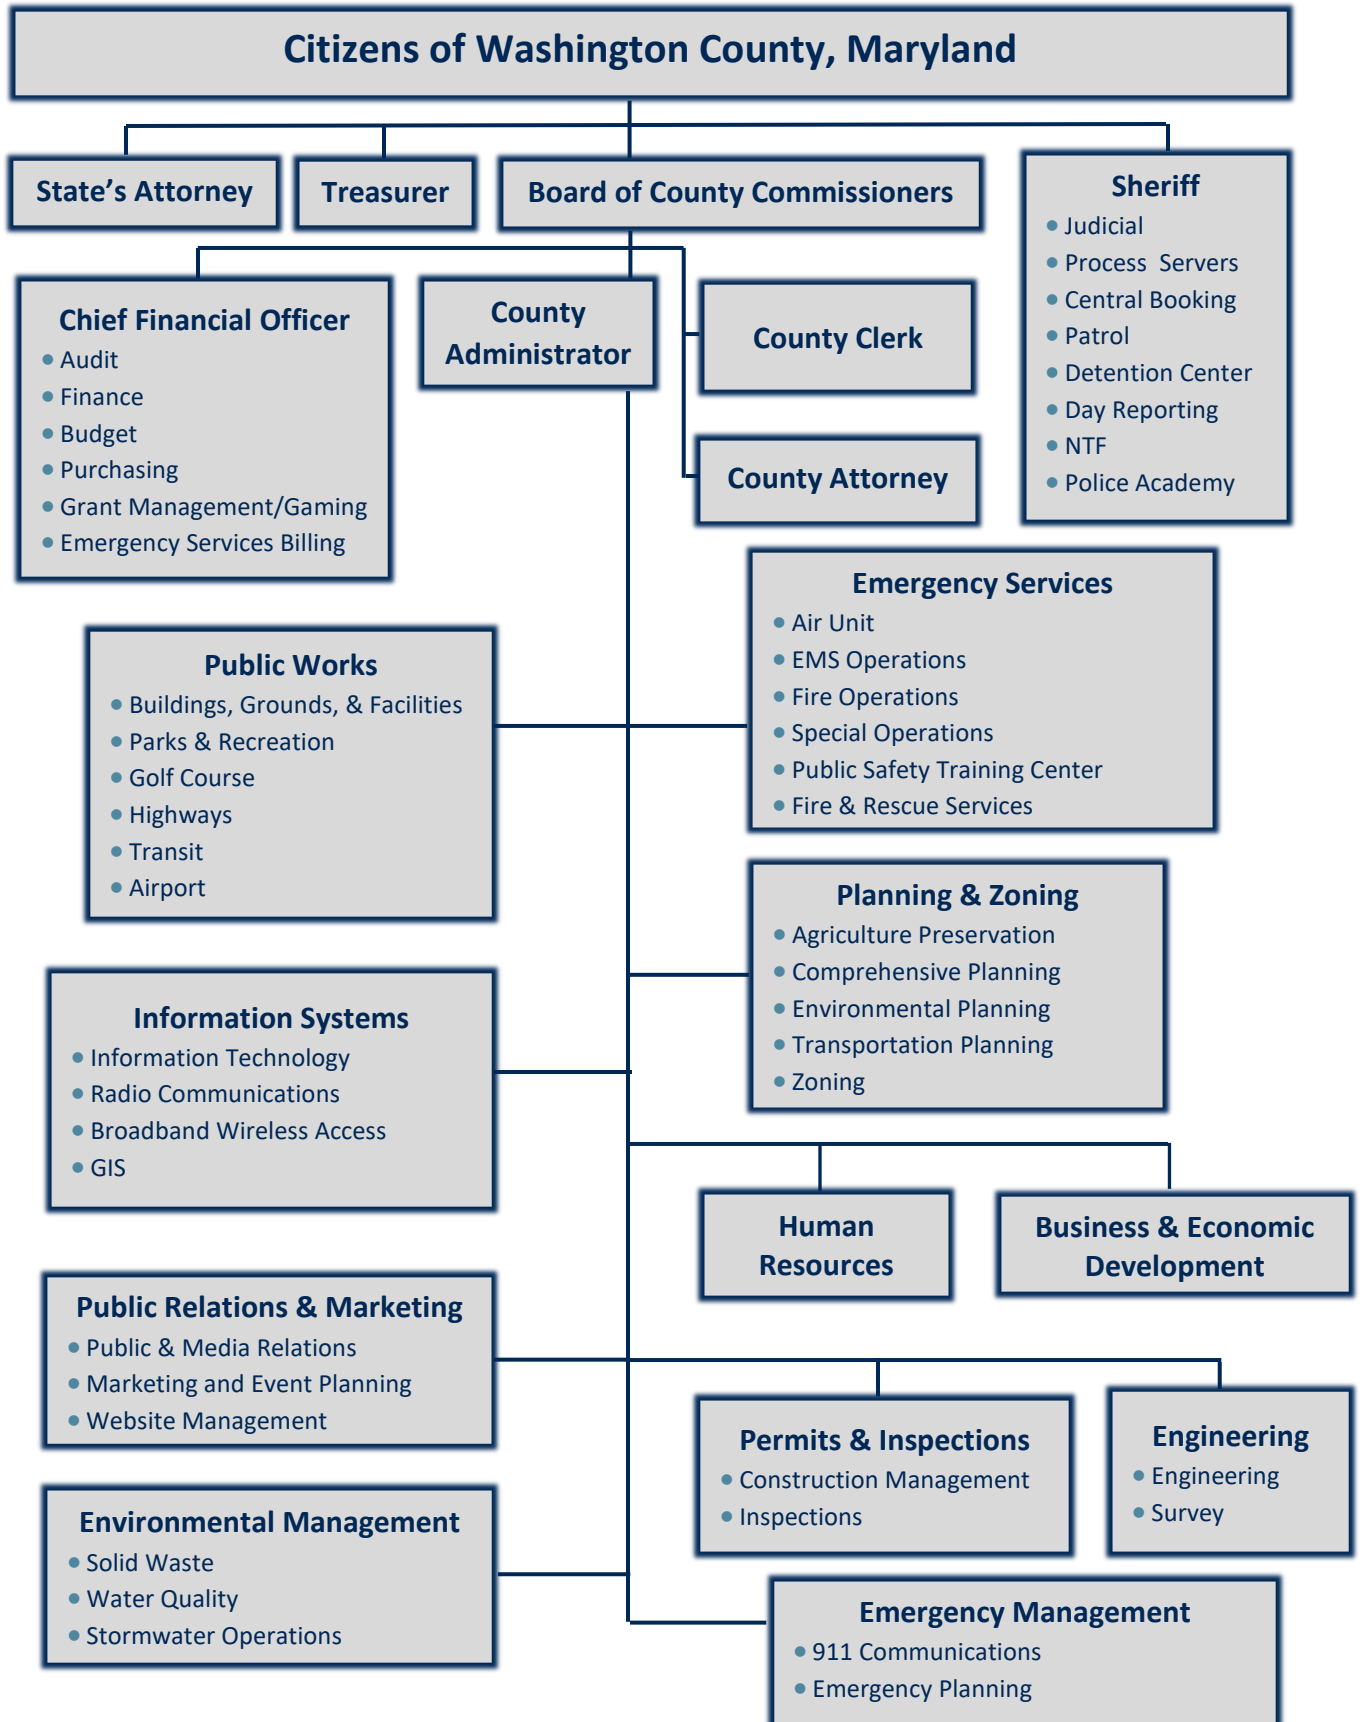 Citizens of Washington County, Maryland
State’s Attorney
Treasurer
Board of County Commissioners
Sheriff
• Judicial
• Process Servers
• Central Booking
• Patrol
• Detention Center
• Day Reporting
• NTF
• Police Academy
Chief Financial Officer
• Audit
• Finance
• Budget
• Purchasing
• Grant Management/Gaming
• Emergency Services Billing
County
Administrator
County Clerk
County Attorney
Emergency Services
• Air Unit
• EMS Operations
• Fire Operations
• Special Operations
• Public Safety Training Center
• Fire & Rescue Services
Public Works
• Buildings, Grounds, & Facilities
• Parks & Recreation
• Golf Course
• Highways
• Transit
• Airport
Planning & Zoning
• Agriculture Preservation
• Comprehensive Planning
• Environmental Planning
• Transportation Planning
• Zoning
Information Systems
• Information Technology
• Radio Communications
• Broadband Wireless Access
• GIS
Human
Resources
Business & Economic
Development
Public Relations & Marketing
• Public & Media Relations
• Marketing and Event Planning
• Website Management
Permits & Inspections
• Construction Management
• Inspections
Engineering
• Engineering
• Survey
Environmental Management
• Solid Waste
• Water Quality
• Stormwater Operations
Emergency Management
• 911 Communications
• Emergency Planning